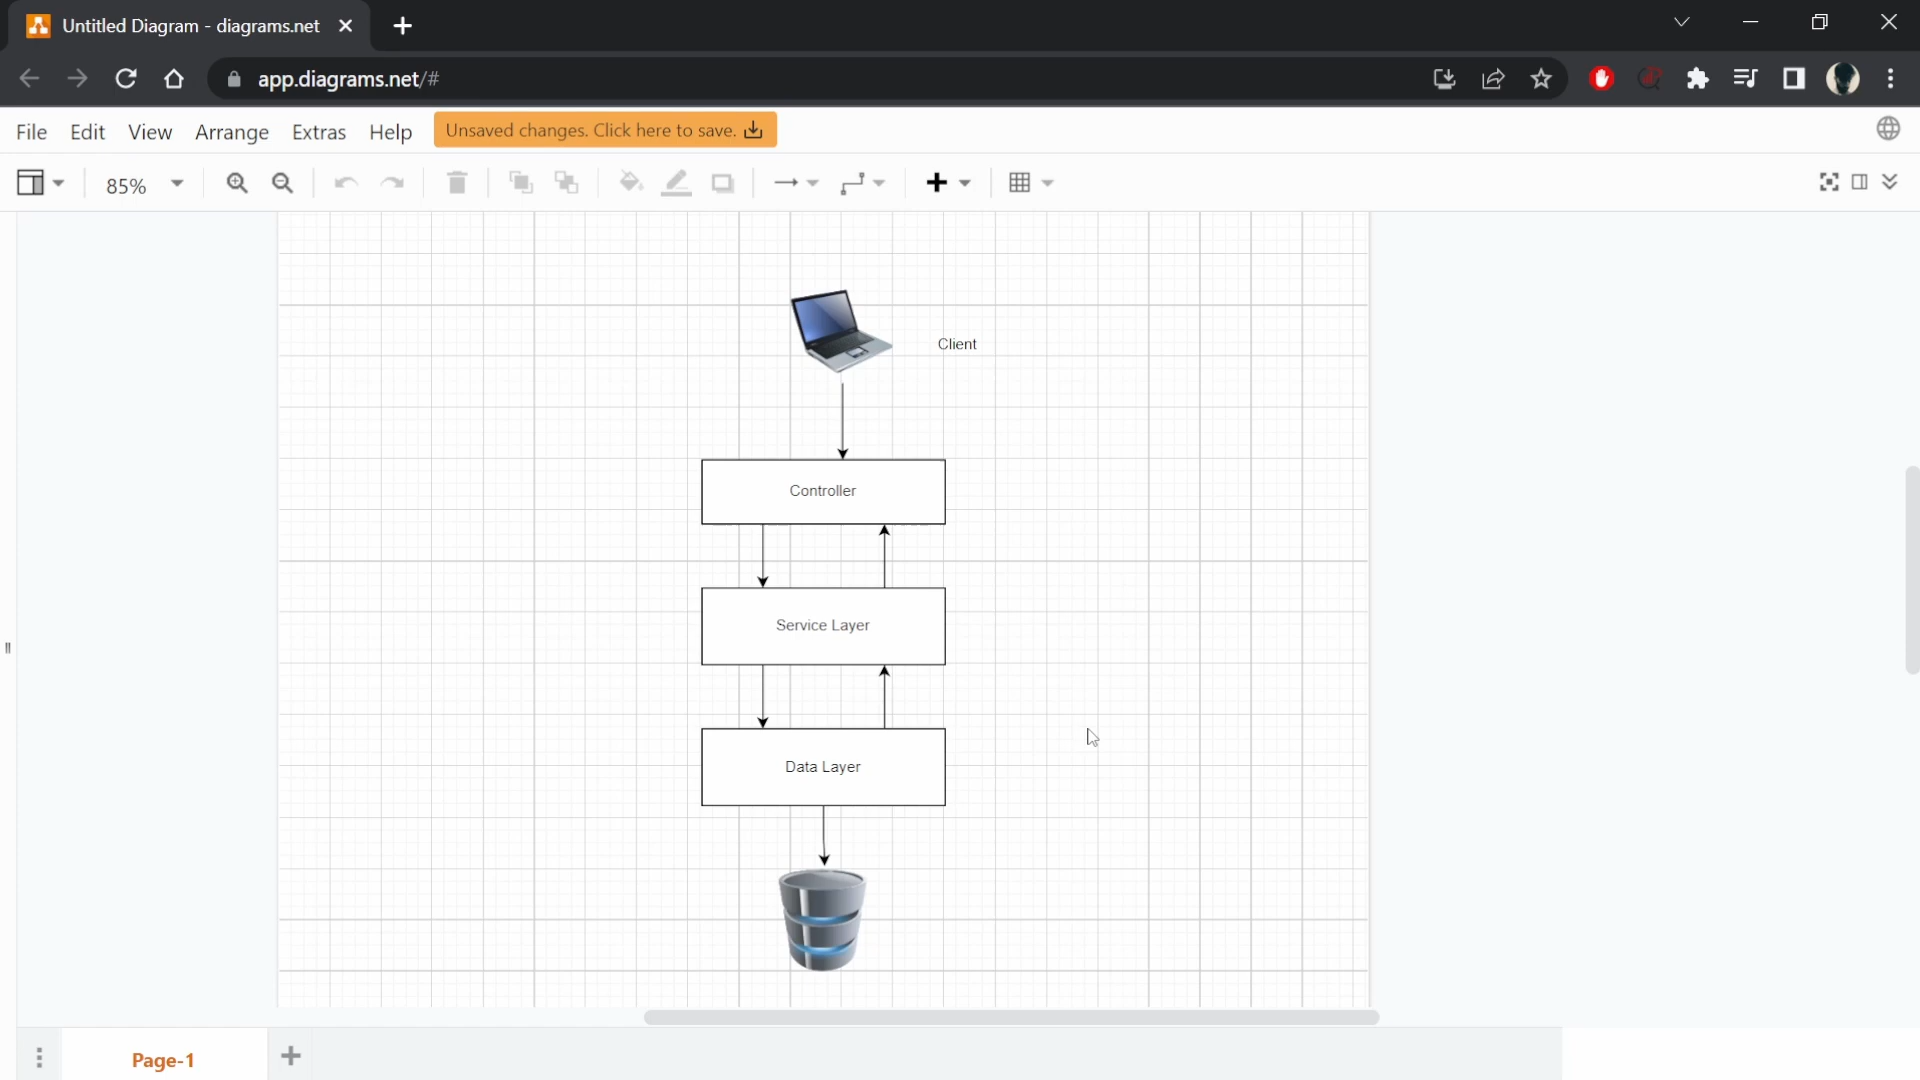 Untitled Diagram - diagrams.net
app.diagrams.net/#
File Edit View Arrange Extras Help Unsaved changes. Click here to save.
85%
Client
Controller
Service Layer
Data Layer
Page-1